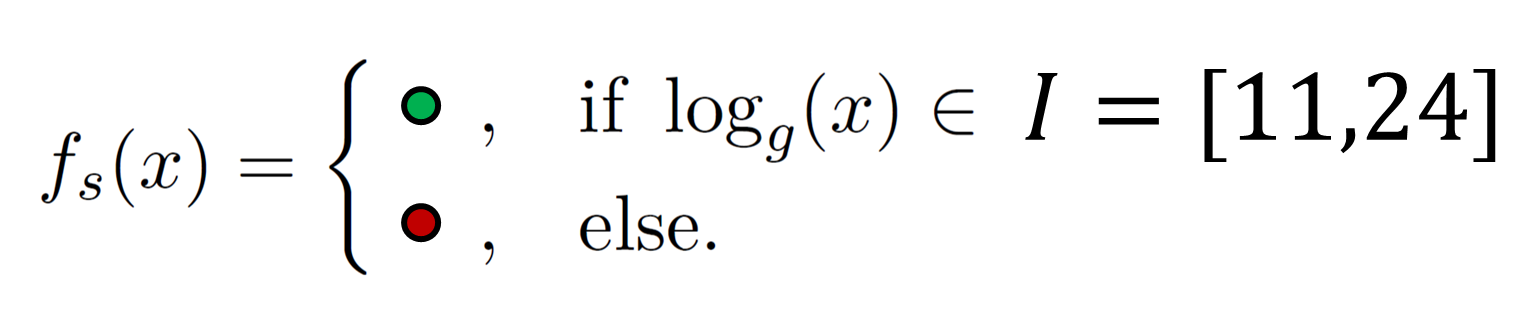 f_s(x) = { ● , if log_g(x) ∈ I = [11,24]
● , else.